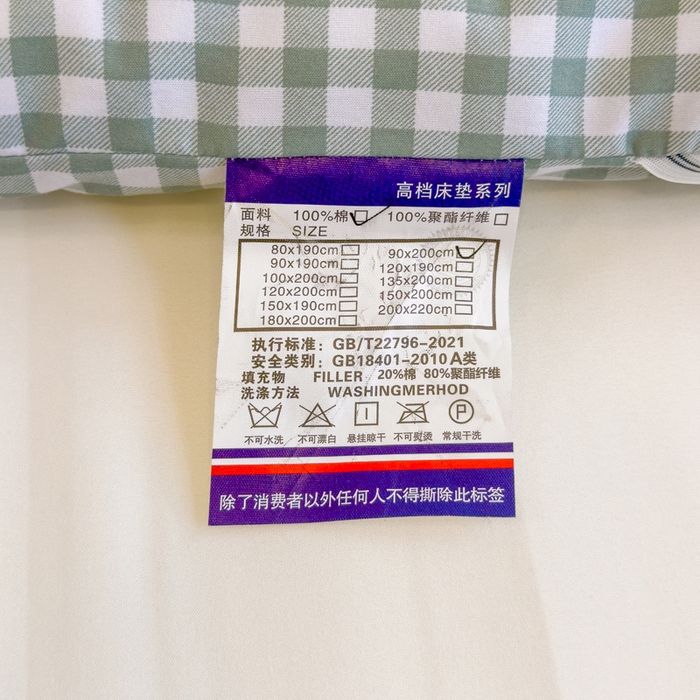 高档床垫系列
面料 100%棉 100%聚酯纤维
规格 SIZE
80x190cm 90x200cm
90x190cm 120x190cm
100x200cm 135x200cm
120x200cm 150x200cm
150x190cm 200x220cm
180x200cm
执行标准：GB/T22796-2021
安全类别：GB18401-2010 A类
填充物 FILLER 20%棉 80%聚酯纤维
洗涤方法 WASHINGMERHOD
P
不可水洗 不可漂白 悬挂晾干 不可熨烫 常规干洗
除了消费者以外任何人不得撕除此标签